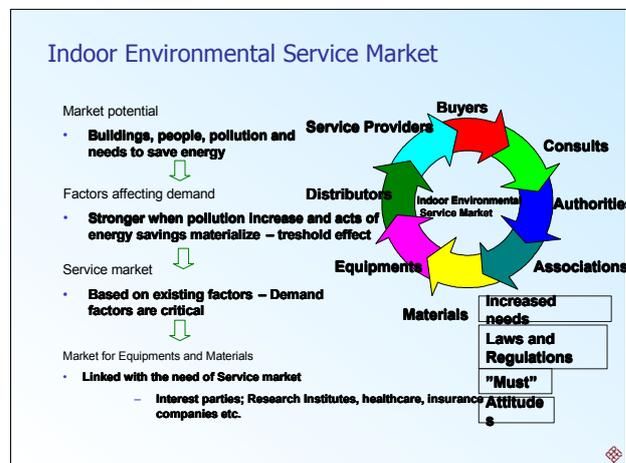 Indoor Environmental Service Market
Market potential
• Buildings, people, pollution and
needs to save energy
Factors affecting demand
• Stronger when pollution increase and acts of
energy savings materialize – treshold effect
Service market
• Based on existing factors – Demand
factors are critical
Market for Equipments and Materials
• Linked with the need of Service market
– Interest parties; Research Institutes, healthcare, insurance
companies etc.
Buyers
Consults
Authorities
Associations
Materials
Equipments
Distributors
Service Providers
Indoor Environmental
Service Market
Increased
needs
Laws and
Regulations
”Must”
Attitude
s